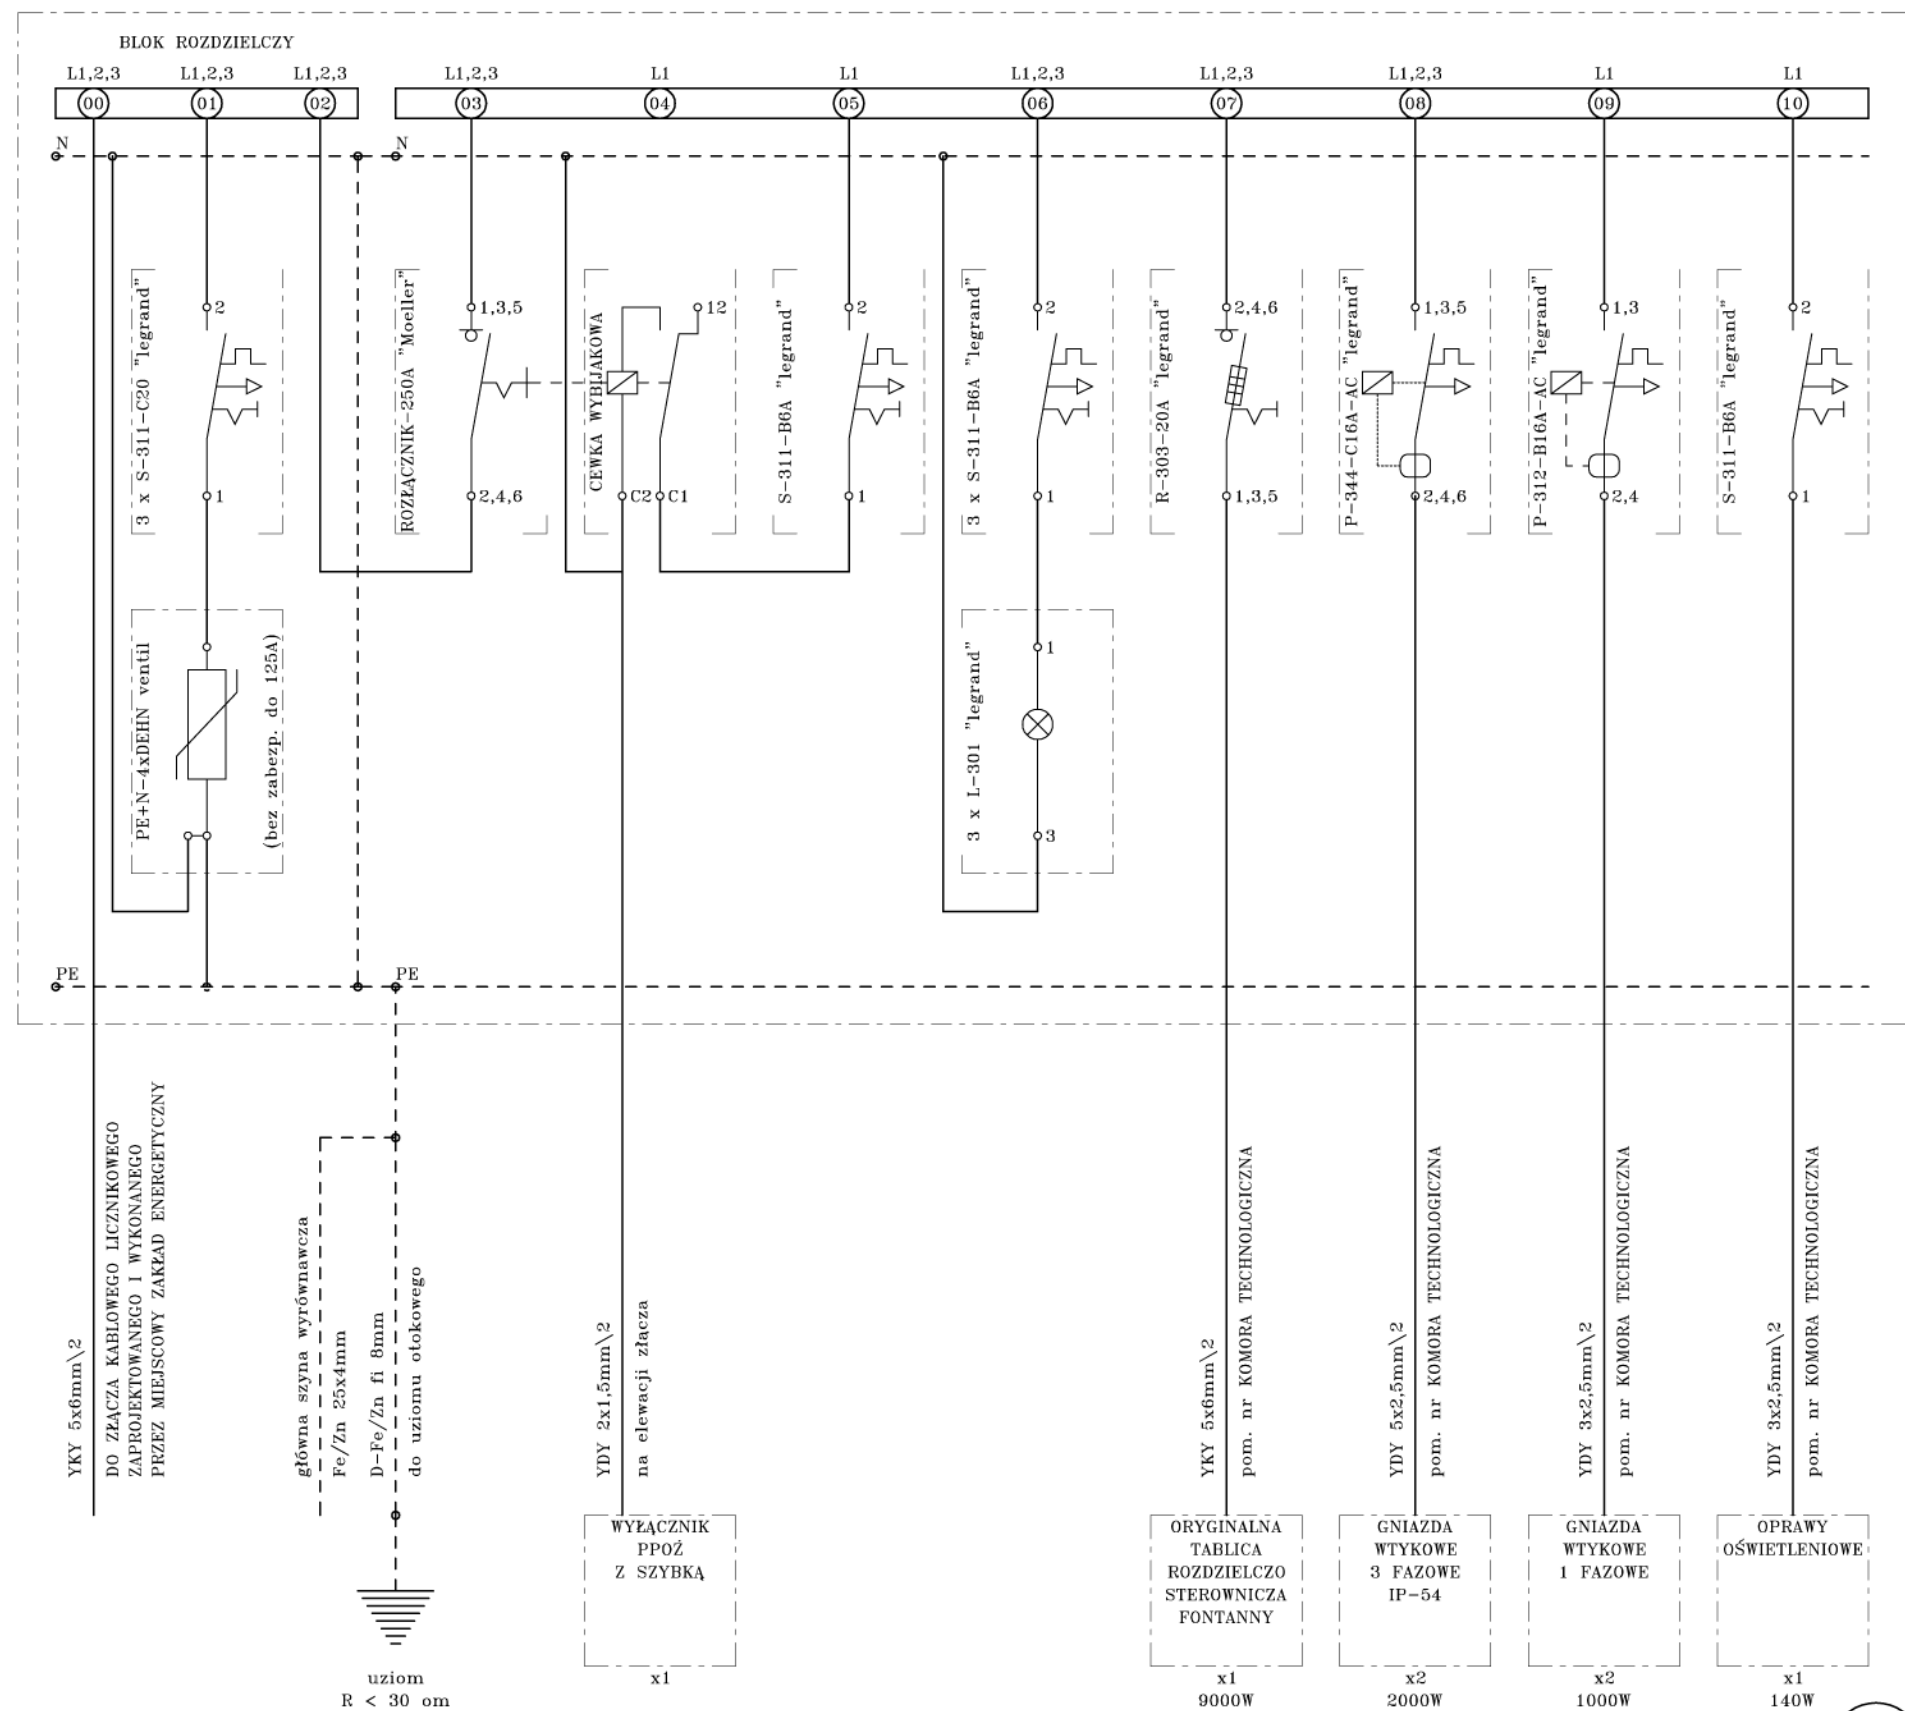 BLOK ROZDZIELCZY
L1,2,3
L1,2,3
L1,2,3
L1,2,3
L1
L1
L1,2,3
L1,2,3
L1,2,3
L1
L1
00
01
02
03
04
05
06
07
08
09
10
N
N
3 x S-311-C20 "legrand"
2
1
ROZŁĄCZNIK-250A "Moeller"
1,3,5
2,4,6
CEWKA WYBIJAKOWA
12
C2
C1
S-311-B6A "legrand"
2
1
3 x S-311-B6A "legrand"
2
1
R-303-20A "legrand"
2,4,6
1,3,5
P-344-C16A-AC "legrand"
1,3,5
2,4,6
P-312-B16A-AC "legrand"
1,3
2,4
S-311-B6A "legrand"
2
1
PE+N-4xDEHN ventil
(bez zabezp. do 125A)
3 x L-301 "legrand"
1
3
PE
PE
YKY 5x6mm\2
DO ZŁĄCZA KABLOWEGO LICZNIKOWEGO
ZAPROJEKTOWANEGO I WYKONANEGO
PRZEZ MIEJSCOWY ZAKŁAD ENERGETYCZNY
główna szyna wyrównawcza
Fe/Zn 25x4mm
D-Fe/Zn fi 8mm
do uziomu otokowego
YDY 2x1,5mm\2
na elewacji złącza
YKY 5x6mm\2
pom. nr KOMORA TECHNOLOGICZNA
YDY 5x2,5mm\2
pom. nr KOMORA TECHNOLOGICZNA
YDY 3x2,5mm\2
pom. nr KOMORA TECHNOLOGICZNA
YDY 3x2,5mm\2
pom. nr KOMORA TECHNOLOGICZNA
uziom
R < 30 om
WYŁĄCZNIK
PPOŻ
Z SZYBKĄ
x1
ORYGINALNA
TABLICA
ROZDZIELCZO
STEROWNICZA
FONTANNY
x1
9000W
GNIAZDA
WTYKOWE
3 FAZOWE
IP-54
x2
2000W
GNIAZDA
WTYKOWE
1 FAZOWE
x2
1000W
OPRAWY
OŚWIETLENIOWE
x1
140W